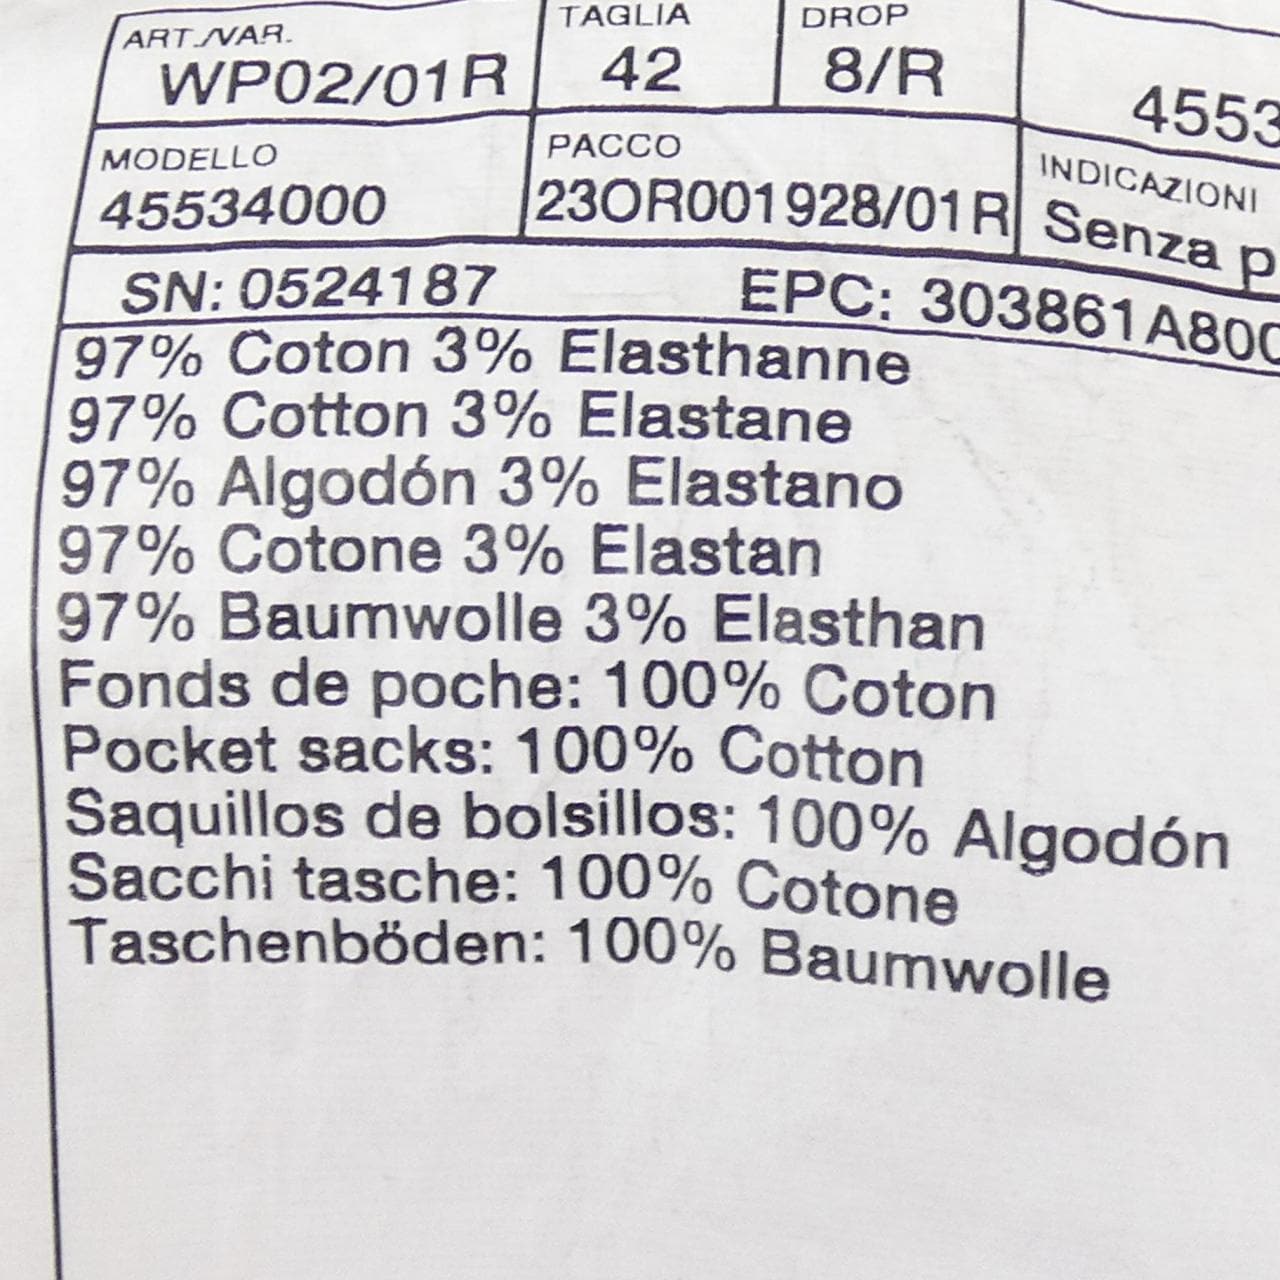 ART./VAR. TAGLIA DROP
WP02/01R 42 8/R 4553
MODELLO PACCO INDICAZIONI
45534000 23OR001928/01R Senza p
SN: 0524187 EPC: 303861A80
97% Coton 3% Elasthanne
97% Cotton 3% Elastane
97% Algodón 3% Elastano
97% Cotone 3% Elastan
97% Baumwolle 3% Elasthan
Fonds de poche: 100% Coton
Pocket sacks: 100% Cotton
Saquillos de bolsillos: 100% Algodón
Sacchi tasche: 100% Cotone
Taschenböden: 100% Baumwolle